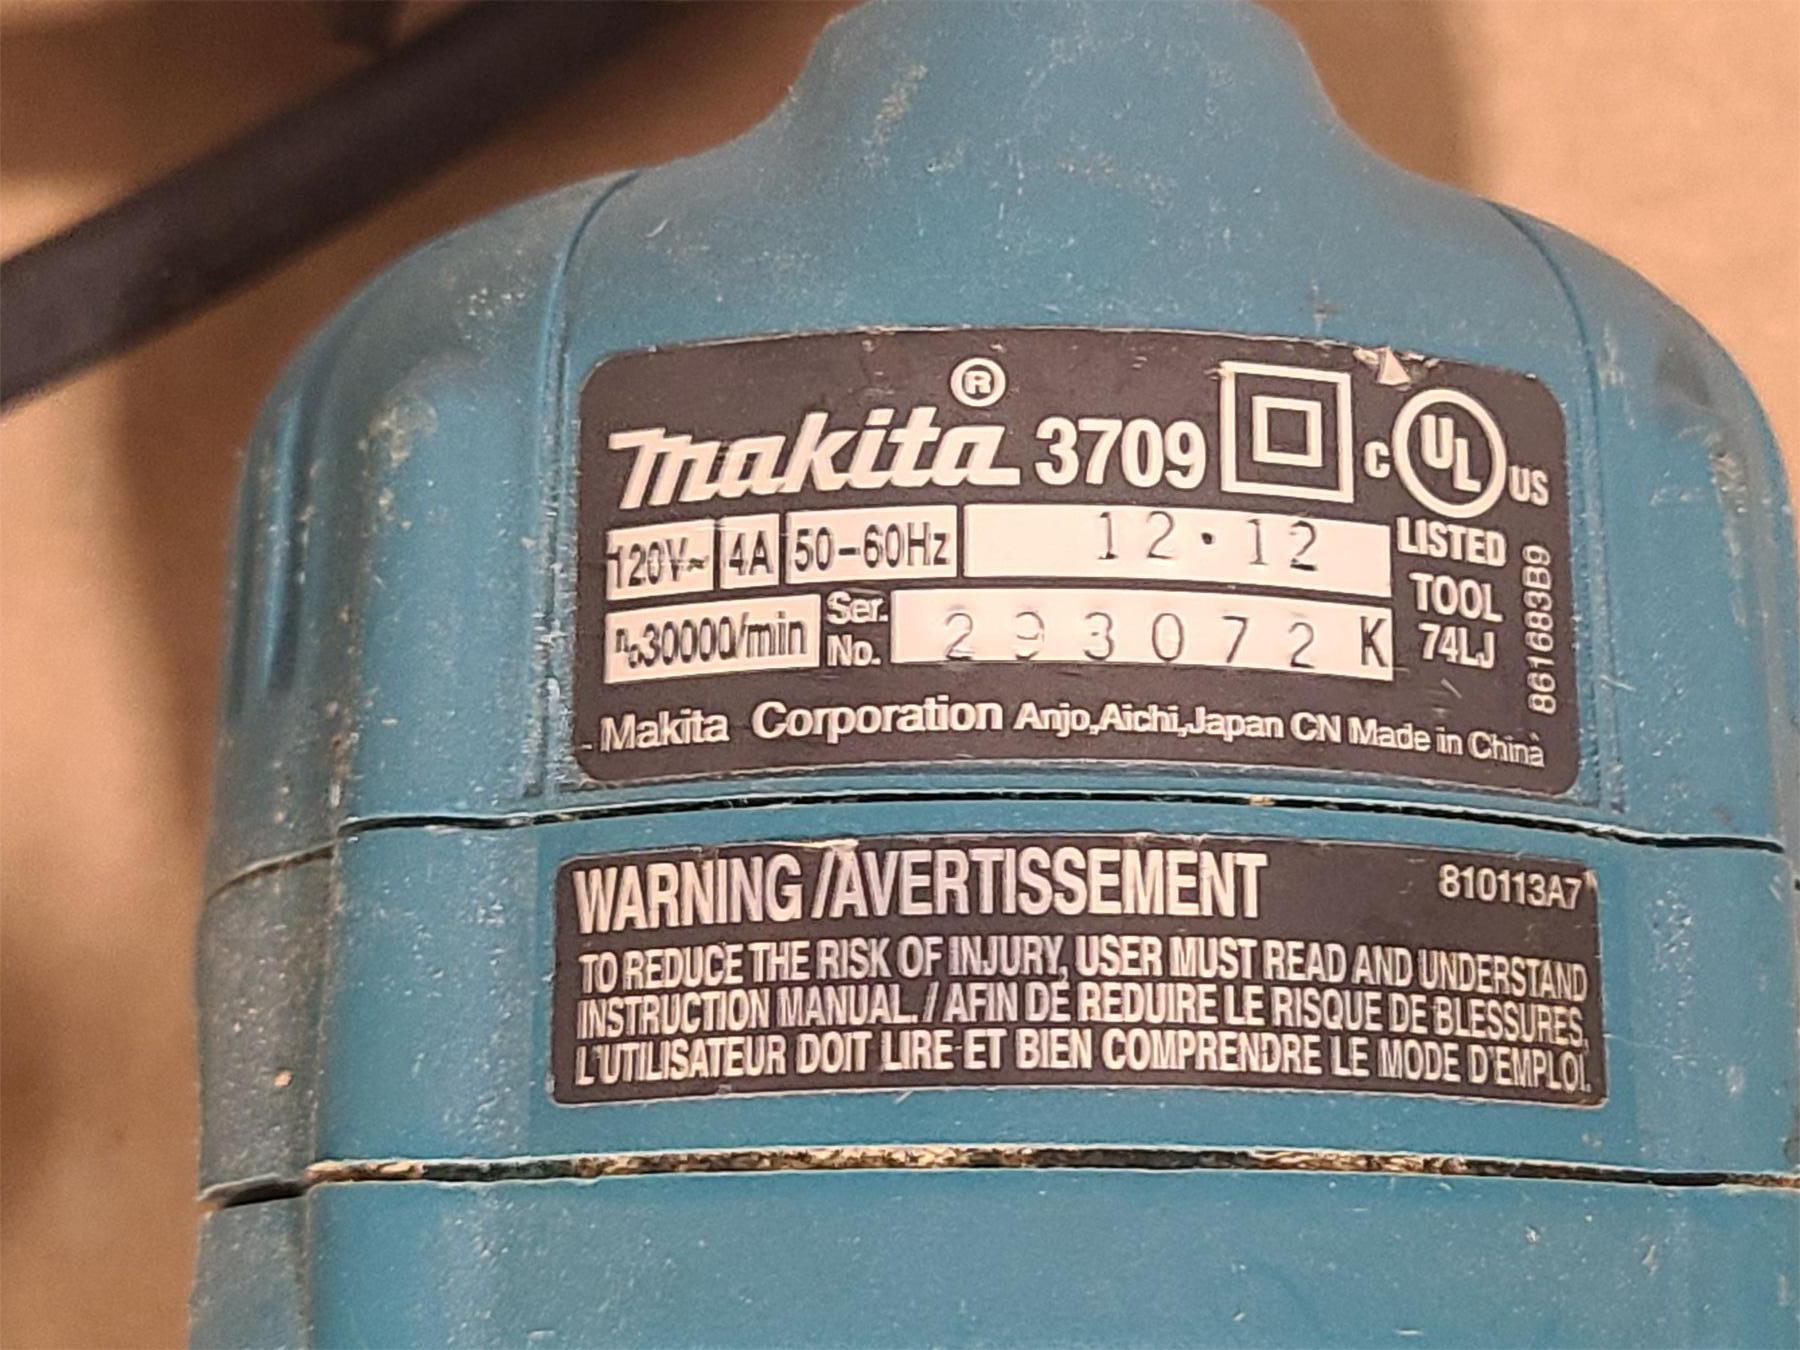 makita® 3709 c UL US
120V~ 4A 50-60Hz 12・12 LISTED
n₀30000/min Ser. No. 293072 K TOOL
74LJ
861683B9
Makita Corporation Anjo,Aichi,Japan CN Made in China
WARNING/AVERTISSEMENT 810113A7
TO REDUCE THE RISK OF INJURY, USER MUST READ AND UNDERSTAND
INSTRUCTION MANUAL. / AFIN DE REDUIRE LE RISQUE DE BLESSURES,
L'UTILISATEUR DOIT LIRE ET BIEN COMPRENDRE LE MODE D'EMPLOI.